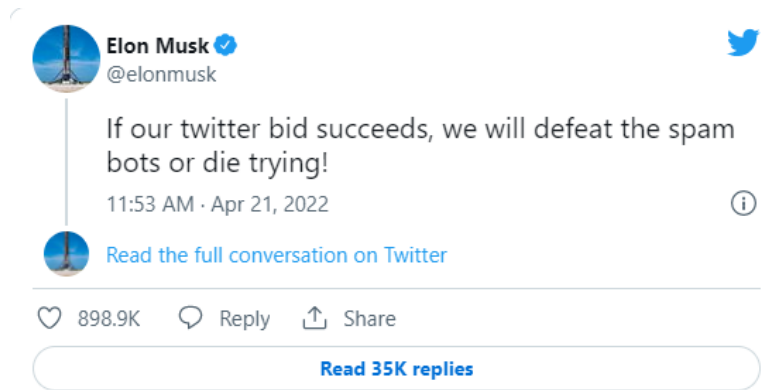 Elon Musk
@elonmusk
If our twitter bid succeeds, we will defeat the spam
bots or die trying!
11:53 AM · Apr 21, 2022
Read the full conversation on Twitter
898.9K Reply Share
Read 35K replies